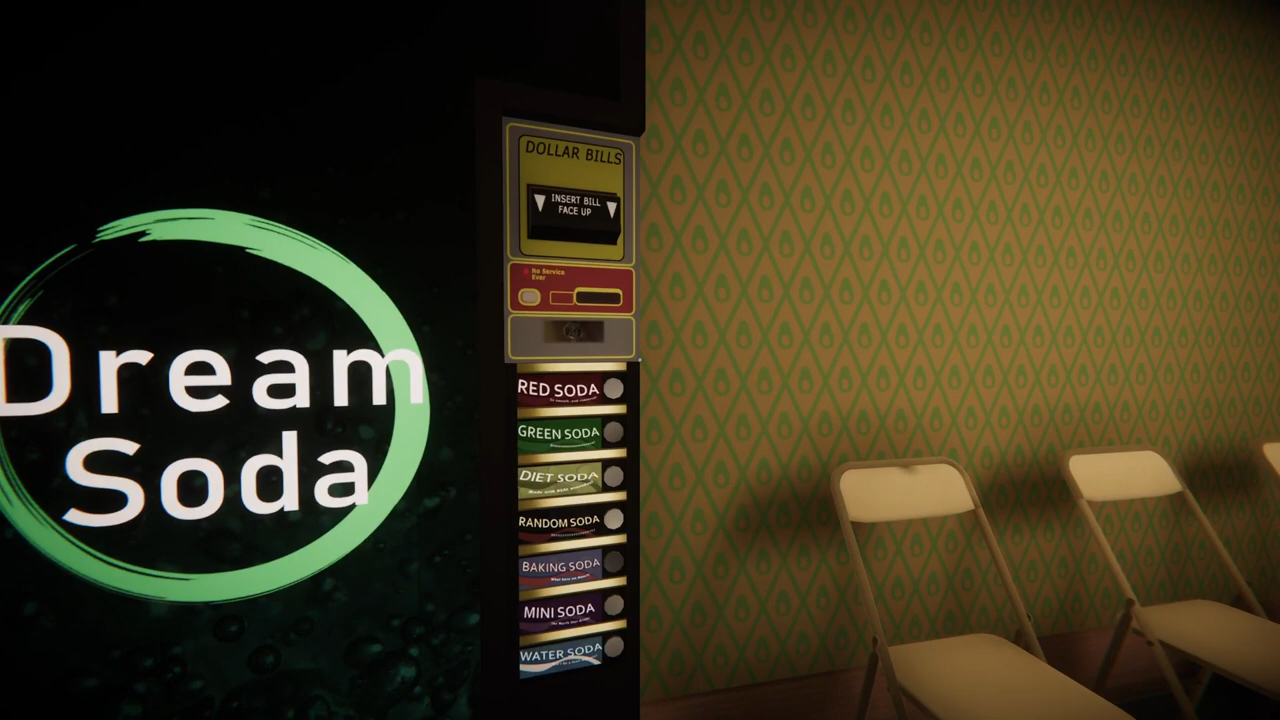 Dream
Soda
DOLLAR BILLS
INSERT BILL
FACE UP
No Service
Ever
RED SODA
GREEN SODA
DIET SODA
RANDOM SODA
BAKING SODA
MINI SODA
WATER SODA